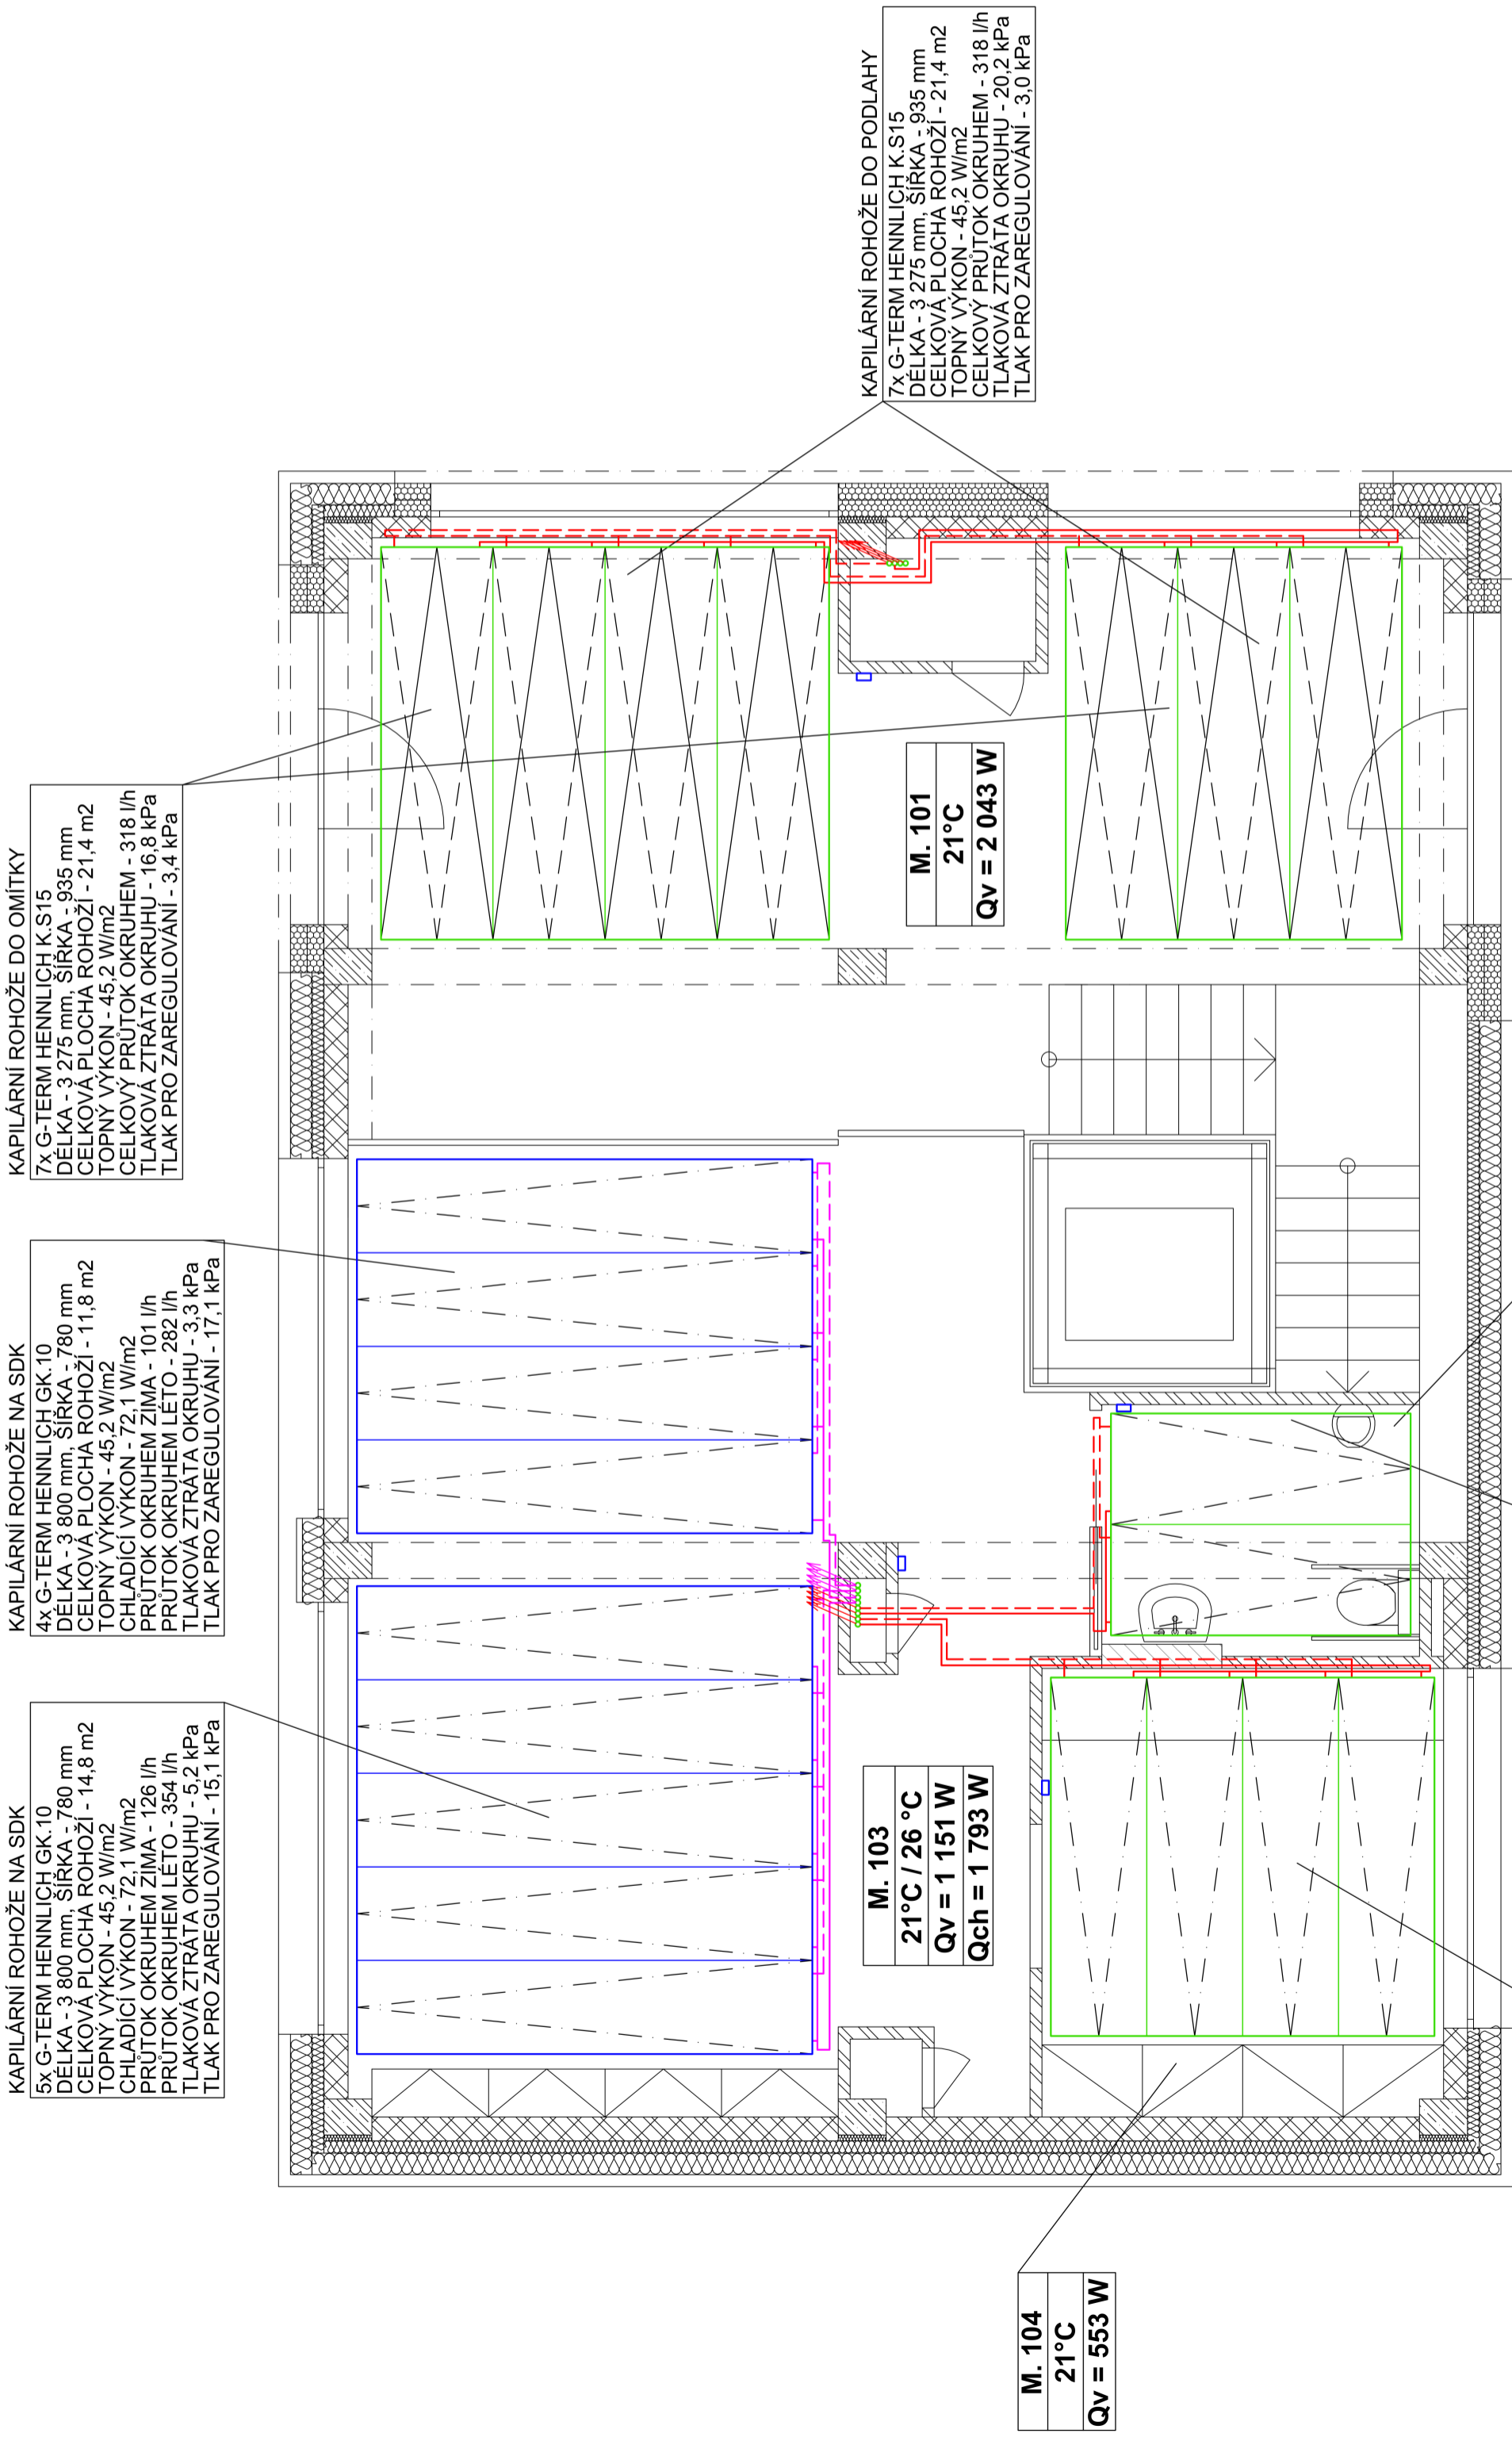 KAPILÁRNÍ ROHOŽE NA SDK
5x G-TERM HENNLICH GK.10
DÉLKA - 3 800 mm, ŠÍŘKA - 780 mm
CELKOVÁ PLOCHA ROHOŽÍ - 14,8 m2
TOPNÝ VÝKON - 45,2 W/m2
CHLADÍCÍ VÝKON - 72,1 W/m2
PRŮTOK OKRUHEM ZIMA - 126 l/h
PRŮTOK OKRUHEM LÉTO - 354 l/h
TLAKOVÁ ZTRÁTA OKRUHU - 5,2 kPa
TLAK PRO ZAREGULOVÁNÍ - 15,1 kPa
KAPILÁRNÍ ROHOŽE NA SDK
4x G-TERM HENNLICH GK.10
DÉLKA - 3 800 mm, ŠÍŘKA - 780 mm
CELKOVÁ PLOCHA ROHOŽÍ - 11,8 m2
TOPNÝ VÝKON - 45,2 W/m2
CHLADÍCÍ VÝKON - 72,1 W/m2
PRŮTOK OKRUHEM ZIMA - 101 l/h
PRŮTOK OKRUHEM LÉTO - 282 l/h
TLAKOVÁ ZTRÁTA OKRUHU - 3,3 kPa
TLAK PRO ZAREGULOVÁNÍ - 17,1 kPa
KAPILÁRNÍ ROHOŽE DO OMÍTKY
7x G-TERM HENNLICH K.S15
DÉLKA - 3 275 mm, ŠÍŘKA - 935 mm
CELKOVÁ PLOCHA ROHOŽÍ - 21,4 m2
TOPNÝ VÝKON - 45,2 W/m2
CELKOVÝ PRŮTOK OKRUHEM - 318 l/h
TLAKOVÁ ZTRÁTA OKRUHU - 16,8 kPa
TLAK PRO ZAREGULOVÁNÍ - 3,4 kPa
KAPILÁRNÍ ROHOŽE DO PODLAHY
7x G-TERM HENNLICH K.S15
DÉLKA - 3 275 mm, ŠÍŘKA - 935 mm
CELKOVÁ PLOCHA ROHOŽÍ - 21,4 m2
TOPNÝ VÝKON - 45,2 W/m2
CELKOVÝ PRŮTOK OKRUHEM - 318 l/h
TLAKOVÁ ZTRÁTA OKRUHU - 20,2 kPa
TLAK PRO ZAREGULOVÁNÍ - 3,0 kPa
M. 103
21°C / 26 °C
Qv = 1 151 W
Qch = 1 793 W
M. 101
21°C
Qv = 2 043 W
M. 104
21°C
Qv = 553 W